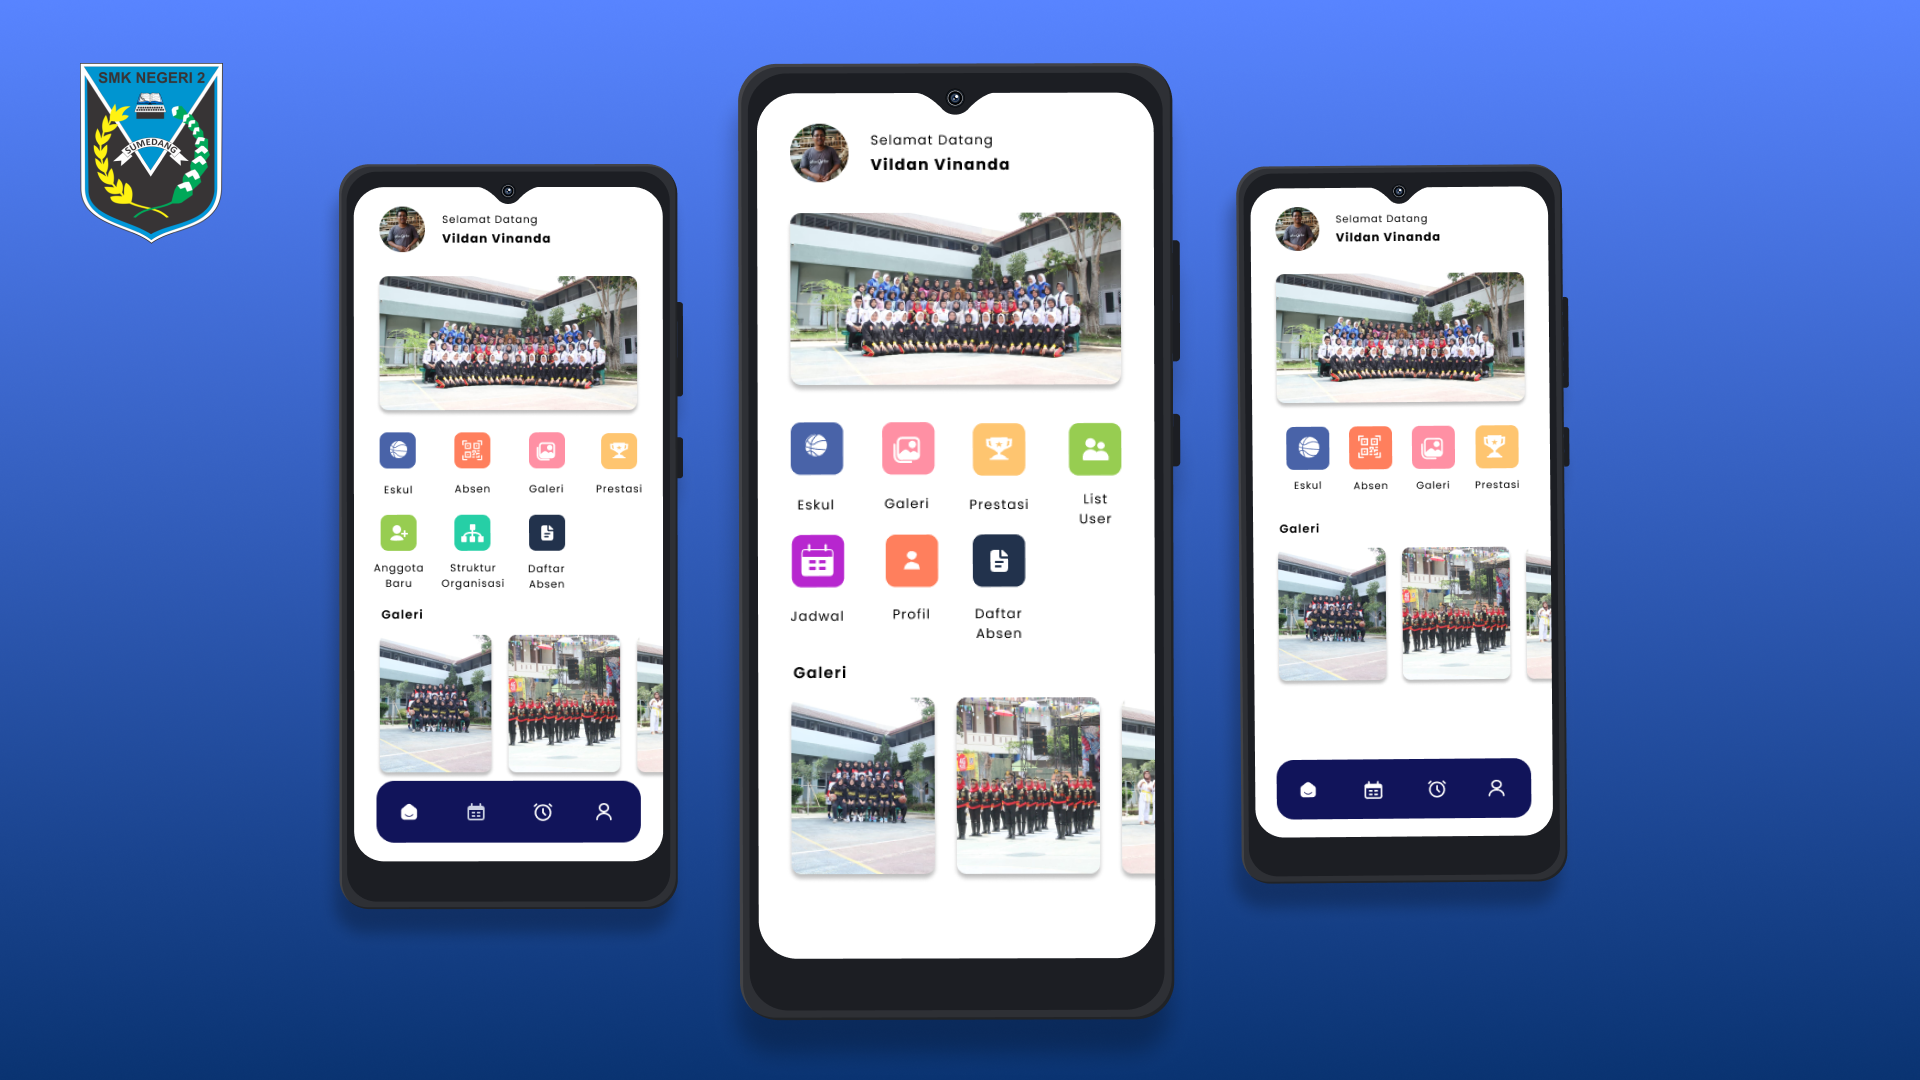 SMK NEGERI 2
SUMEDANG
Selamat Datang
Vildan Vinanda
Eskul
Absen
Galeri
Prestasi
Anggota
Baru
Struktur
Organisasi
Daftar
Absen
Galeri
Selamat Datang
Vildan Vinanda
Eskul
Galeri
Prestasi
List
User
Jadwal
Profil
Daftar
Absen
Galeri
Selamat Datang
Vildan Vinanda
Eskul
Absen
Galeri
Prestasi
Galeri